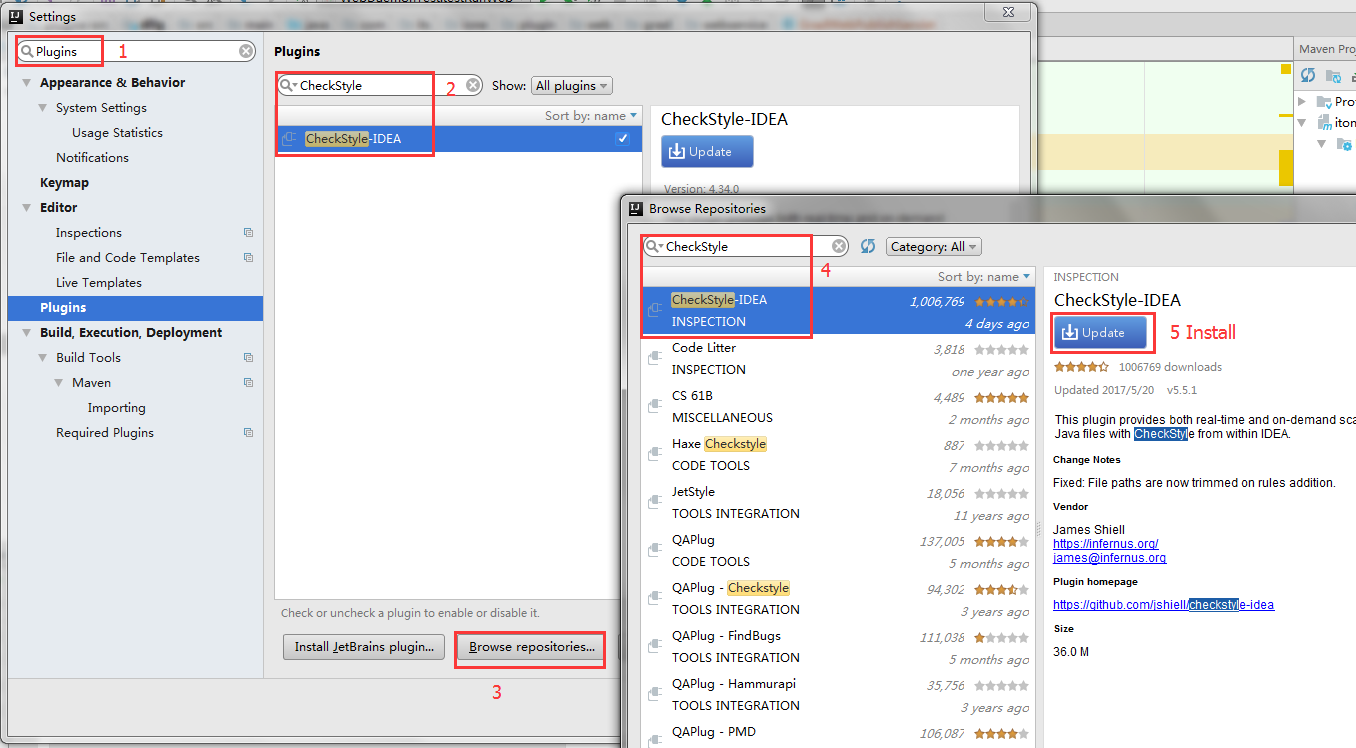 Settings
Plugins
1
Appearance & Behavior
System Settings
Usage Statistics
Notifications
Keymap
Editor
Inspections
File and Code Templates
Live Templates
Plugins
Build, Execution, Deployment
Build Tools
Maven
Importing
Required Plugins
Plugins
CheckStyle
2
Show: All plugins
Sort by: name
CheckStyle-IDEA
Check or uncheck a plugin to enable or disable it.
Install JetBrains plugin...
Browse repositories...
3
CheckStyle-IDEA
Update
Version: 4.34.0
Maven Proj
Browse Repositories
CheckStyle
Category: All
4
Sort by: name
CheckStyle-IDEA 1,006,769
INSPECTION 4 days ago
Code Litter 3,818
INSPECTION one year ago
CS 61B 4,489
MISCELLANEOUS 2 months ago
Haxe Checkstyle 887
CODE TOOLS 7 months ago
JetStyle 18,056
TOOLS INTEGRATION 11 years ago
QAPlug 137,005
CODE TOOLS 5 months ago
QAPlug - Checkstyle 94,302
TOOLS INTEGRATION 3 years ago
QAPlug - FindBugs 111,038
TOOLS INTEGRATION 5 months ago
QAPlug - Hammurapi 35,756
TOOLS INTEGRATION 3 years ago
QAPlug - PMD 106,087
INSPECTION
CheckStyle-IDEA
Update
5 Install
1006769 downloads
Updated 2017/5/20 v5.5.1
This plugin provides both real-time and on-demand sca
Java files with CheckStyle from within IDEA.
Change Notes
Fixed: File paths are now trimmed on rules addition.
Vendor
James Shiell
https://infernus.org/
james@infernus.org
Plugin homepage
https://github.com/jshiell/checkstyle-idea
Size
36.0 M